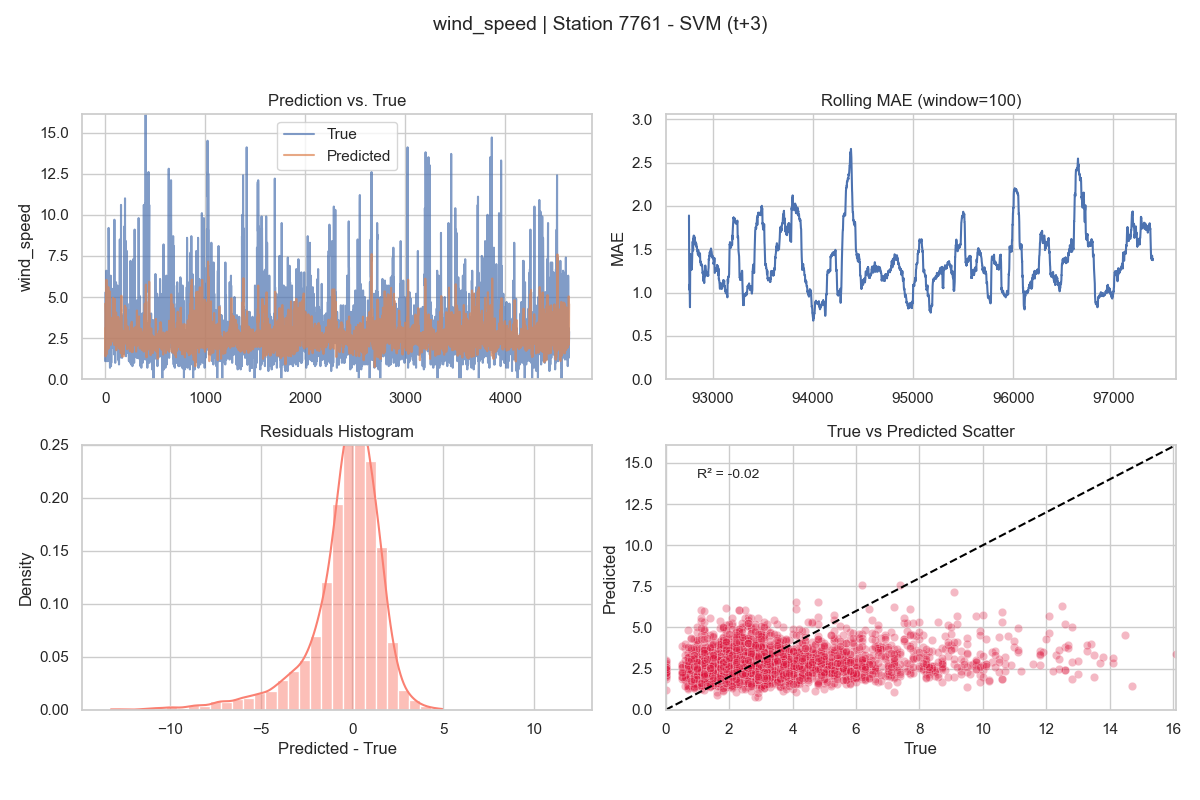 wind_speed | Station 7761 - SVM (t+3)
Prediction vs. True
True
Predicted
wind_speed
15.0
12.5
10.0
7.5
5.0
2.5
0.0
0 1000 2000 3000 4000
Rolling MAE (window=100)
MAE
3.0
2.5
2.0
1.5
1.0
0.5
0.0
93000 94000 95000 96000 97000
Residuals Histogram
Density
0.25
0.20
0.15
0.10
0.05
0.00
−10 −5 0 5 10
Predicted - True
True vs Predicted Scatter
R² = -0.02
Predicted
15.0
12.5
10.0
7.5
5.0
2.5
0.0
0 2 4 6 8 10 12 14 16
True